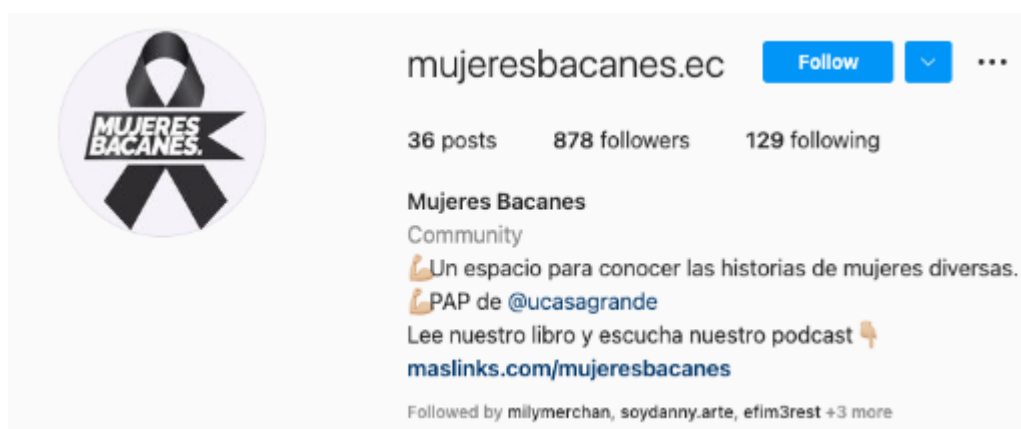 MUJERES
BACANES.
mujeresbacanes.ec Follow
36 posts 878 followers 129 following
Mujeres Bacanes
Community
💪🏼Un espacio para conocer las historias de mujeres diversas.
💪🏼PAP de @ucasagrande
Lee nuestro libro y escucha nuestro podcast👇🏼
maslinks.com/mujeresbacanes
Followed by milymerchan, soydanny.arte, efim3rest +3 more